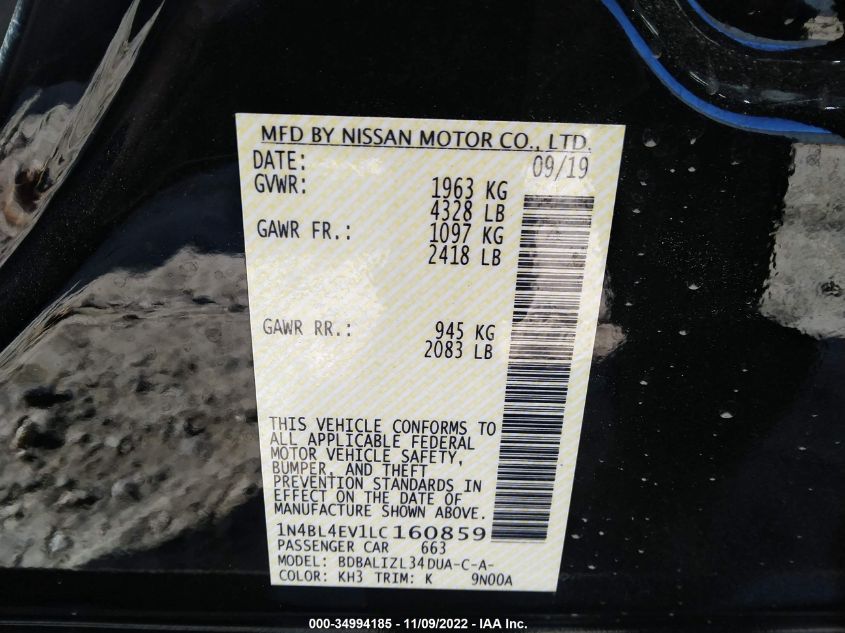 MFD BY NISSAN MOTOR CO., LTD.
DATE: 09/19
GVWR: 1963 KG
4328 LB
GAWR FR.: 1097 KG
2418 LB
GAWR RR.: 945 KG
2083 LB
THIS VEHICLE CONFORMS TO
ALL APPLICABLE FEDERAL
MOTOR VEHICLE SAFETY,
BUMPER, AND THEFT
PREVENTION STANDARDS IN
EFFECT ON THE DATE OF
MANUFACTURE SHOWN ABOVE.
1N4BL4EV1LC160859
PASSENGER CAR 663
MODEL: BDBALIZL34DUA-C-A-
COLOR: KH3 TRIM: K 9N00A
000-34994185 - 11/09/2022 - IAA Inc.